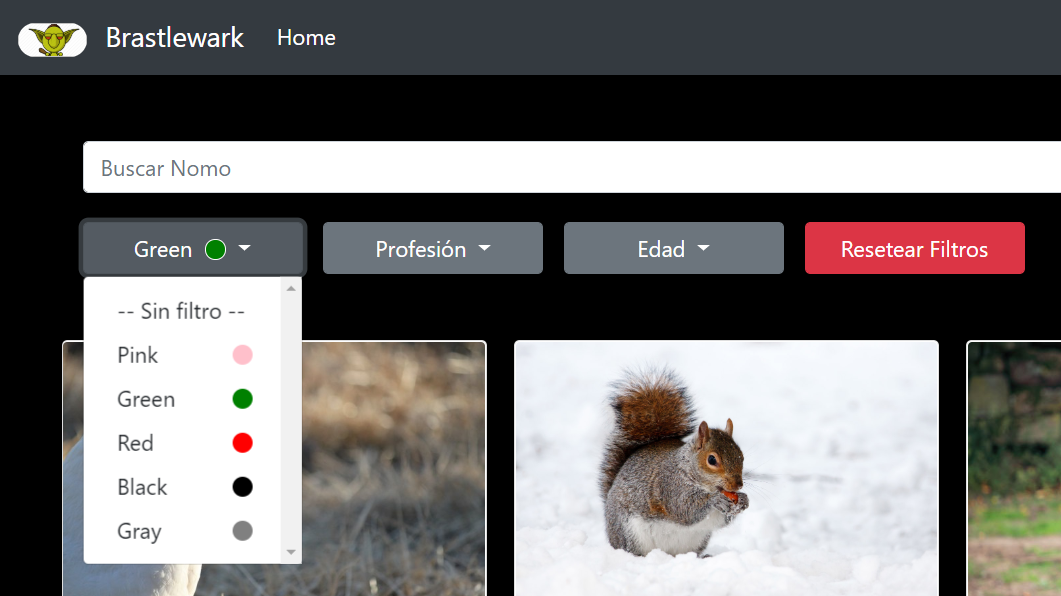 Brastlewark Home
Buscar Nomo
Green Profesión Edad Resetear Filtros
-- Sin filtro --
Pink
Green
Red
Black
Gray